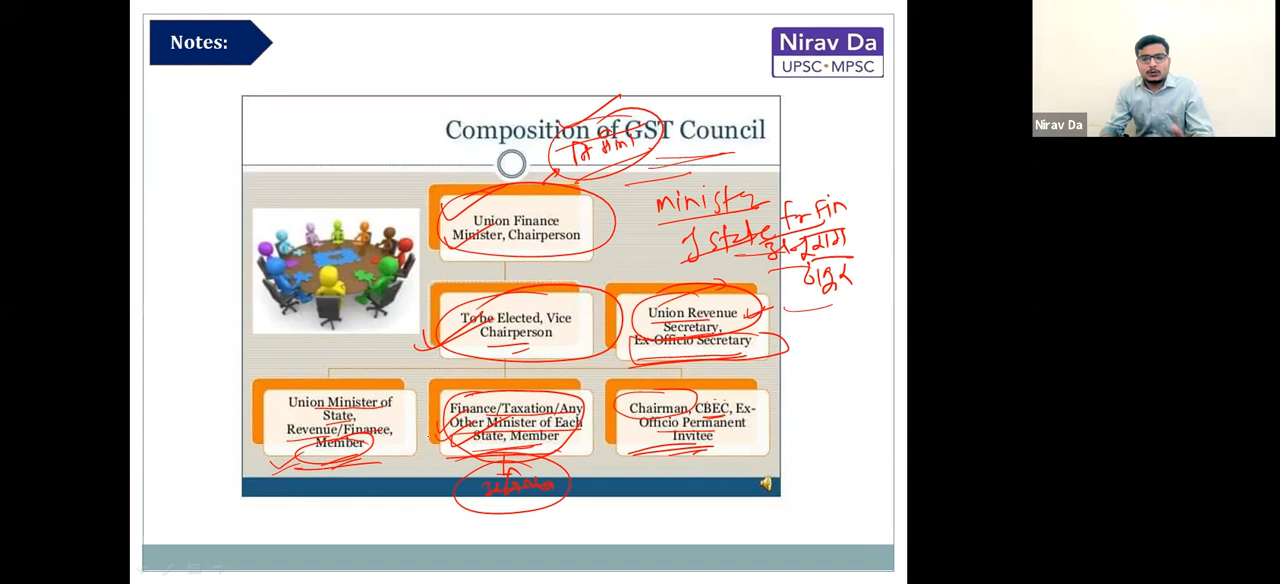 Notes:
Nirav Da
UPSC • MPSC
Nirav Da
Composition of GST Council
Union Finance
Minister, Chairperson
minister
state for Fin
ठाकुर
To be Elected, Vice
Chairperson
Union Revenue
Secretary,
Ex-Officio Secretary
Union Minister of
State,
Revenue/Finance,
Member
Finance/Taxation/Any
Other Minister of Each
State, Member
Chairman, CBEC, Ex-
Officio Permanent
Invitee